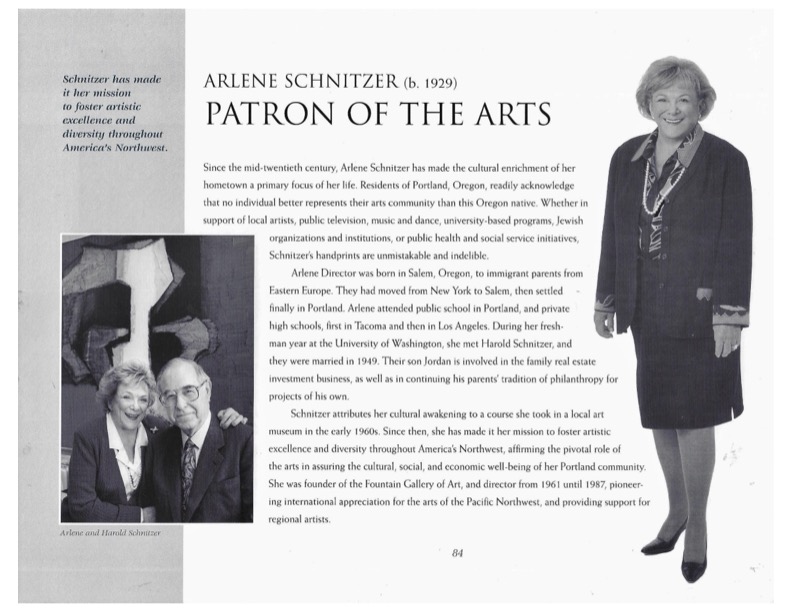 Schnitzer has made
it her mission
to foster artistic
excellence and
diversity throughout
America's Northwest.
ARLENE SCHNITZER (b. 1929)
PATRON OF THE ARTS
Since the mid-twentieth century, Arlene Schnitzer has made the cultural enrichment of her
hometown a primary focus of her life. Residents of Portland, Oregon, readily acknowledge
that no individual better represents their arts community than this Oregon native. Whether in
support of local artists, public television, music and dance, university-based programs, Jewish
organizations and institutions, or public health and social service initiatives,
Schnitzer's handprints are unmistakable and indelible.
Arlene Director was born in Salem, Oregon, to immigrant parents from
Eastern Europe. They had moved from New York to Salem, then settled
finally in Portland. Arlene attended public school in Portland, and private
high schools, first in Tacoma and then in Los Angeles. During her fresh-
man year at the University of Washington, she met Harold Schnitzer, and
they were married in 1949. Their son Jordan is involved in the family real estate
investment business, as well as in continuing his parents' tradition of philanthropy for
projects of his own.
Schnitzer attributes her cultural awakening to a course she took in a local art
museum in the early 1960s. Since then, she has made it her mission to foster artistic
excellence and diversity throughout America's Northwest, affirming the pivotal role of
the arts in assuring the cultural, social, and economic well-being of her Portland community.
She was founder of the Fountain Gallery of Art, and director from 1961 until 1987, pioneer-
ing international appreciation for the arts of the Pacific Northwest, and providing support for
regional artists.
Arlene and Harold Schnitzer
84